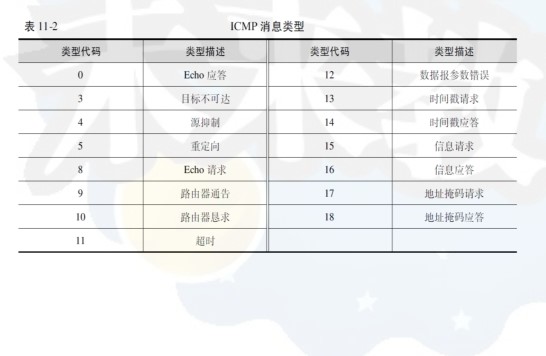 表 11-2 ICMP 消息类型
类型代码 类型描述 类型代码 类型描述
0 Echo 应答 12 数据报参数错误
3 目标不可达 13 时间戳请求
4 源抑制 14 时间戳应答
5 重定向 15 信息请求
8 Echo 请求 16 信息应答
9 路由器通告 17 地址掩码请求
10 路由器恳求 18 地址掩码应答
11 超时
未来教